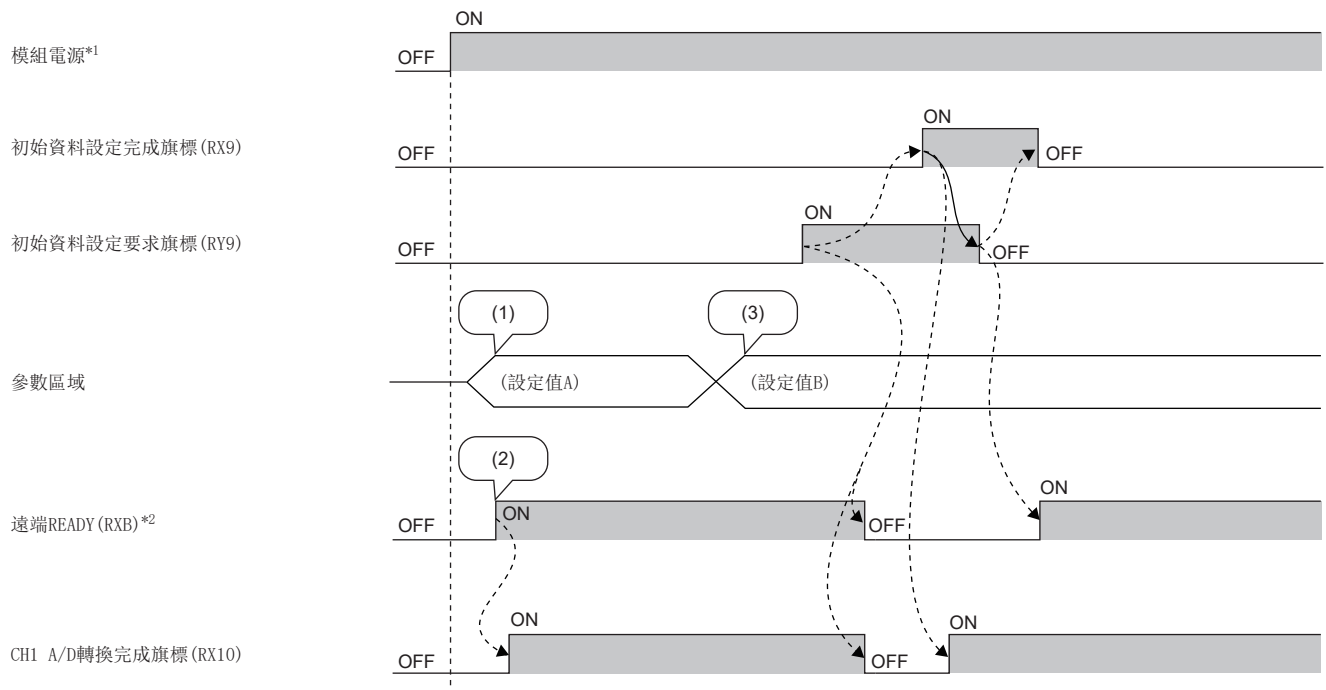 ON
模組電源*1
OFF
ON
初始資料設定完成旗標(RX9)
OFF
OFF
ON
初始資料設定要求旗標(RY9)
OFF
OFF
(1)
(3)
參數區域
(設定值A)
(設定值B)
(2)
ON
遠端READY(RXB)*2
OFF
ON
OFF
ON
ON
CH1 A/D轉換完成旗標(RX10)
OFF
OFF